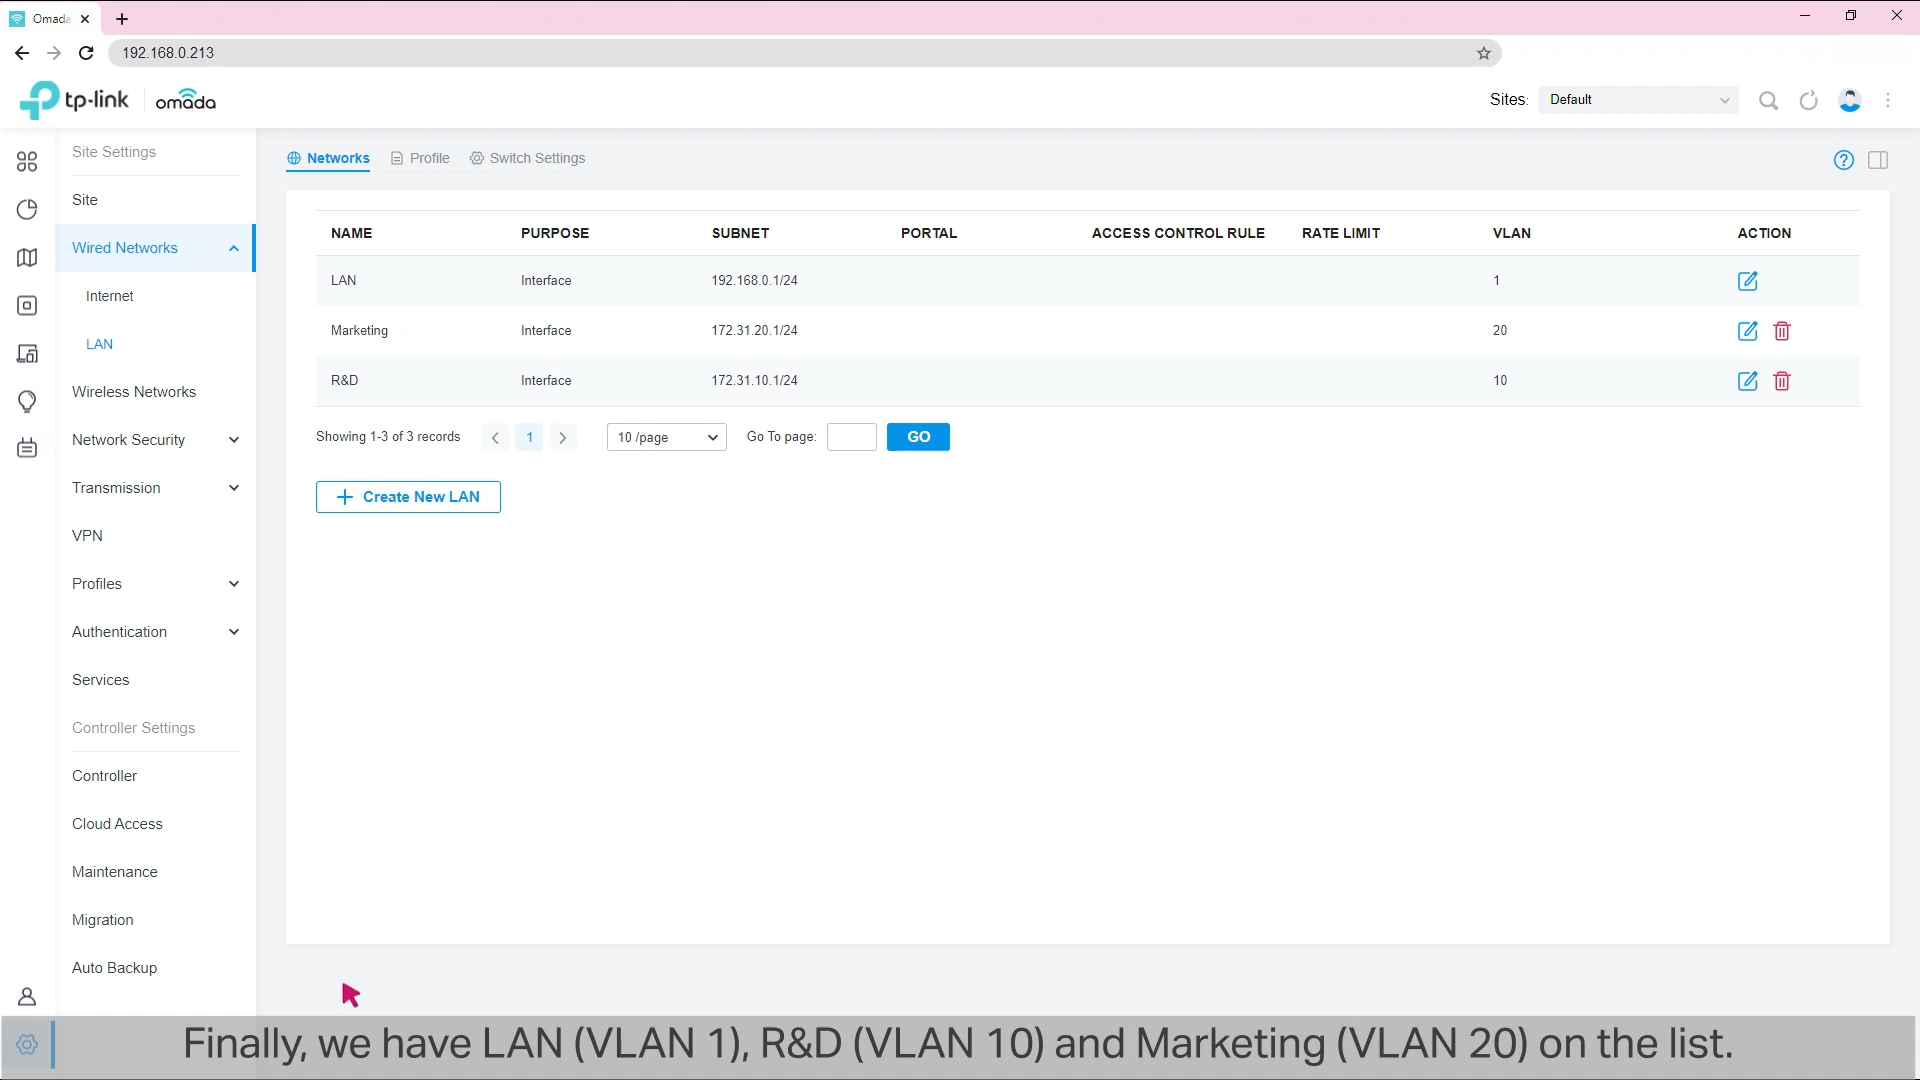 Omada
192.168.0.213
tp-link omada
Sites: Default
Site Settings
Site
Wired Networks
Internet
LAN
Wireless Networks
Network Security
Transmission
VPN
Profiles
Authentication
Services
Controller Settings
Controller
Cloud Access
Maintenance
Migration
Auto Backup
Networks Profile Switch Settings
NAME PURPOSE SUBNET PORTAL ACCESS CONTROL RULE RATE LIMIT VLAN ACTION
LAN Interface 192.168.0.1/24 1
Marketing Interface 172.31.20.1/24 20
R&D Interface 172.31.10.1/24 10
Showing 1-3 of 3 records 1 10 /page Go To page: GO
Create New LAN
Finally, we have LAN (VLAN 1), R&D (VLAN 10) and Marketing (VLAN 20) on the list.